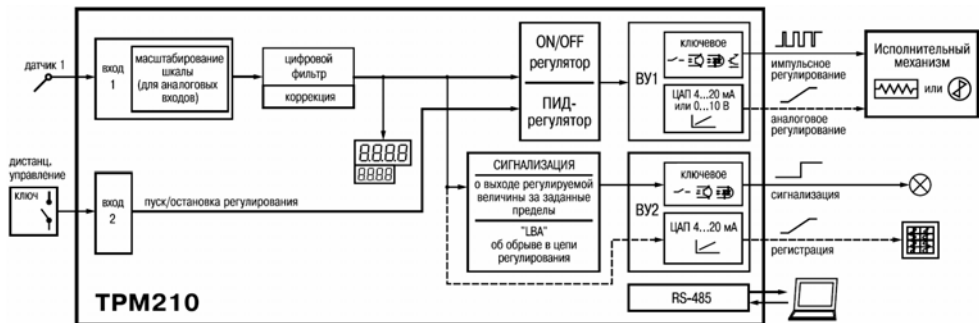 датчик 1
вход
1
масштабирование
шкалы
(для аналоговых
входов)
цифровой
фильтр
коррекция
ON/OFF
регулятор
ПИД-
регулятор
ВУ1
ключевое
ЦАП 4...20 мА
или 0...10 В
импульсное
регулирование
аналоговое
регулирование
Исполнительный
механизм
или
8.8.8.8
8.8.8.8
дистанц.
управление
ключ
вход
2
пуск/остановка регулирования
СИГНАЛИЗАЦИЯ
о выходе регулируемой
величины за заданные
пределы
"LBA"
об обрыве в цепи
регулирования
ВУ2
ключевое
ЦАП 4...20 мА
сигнализация
регистрация
ТРМ210
RS-485